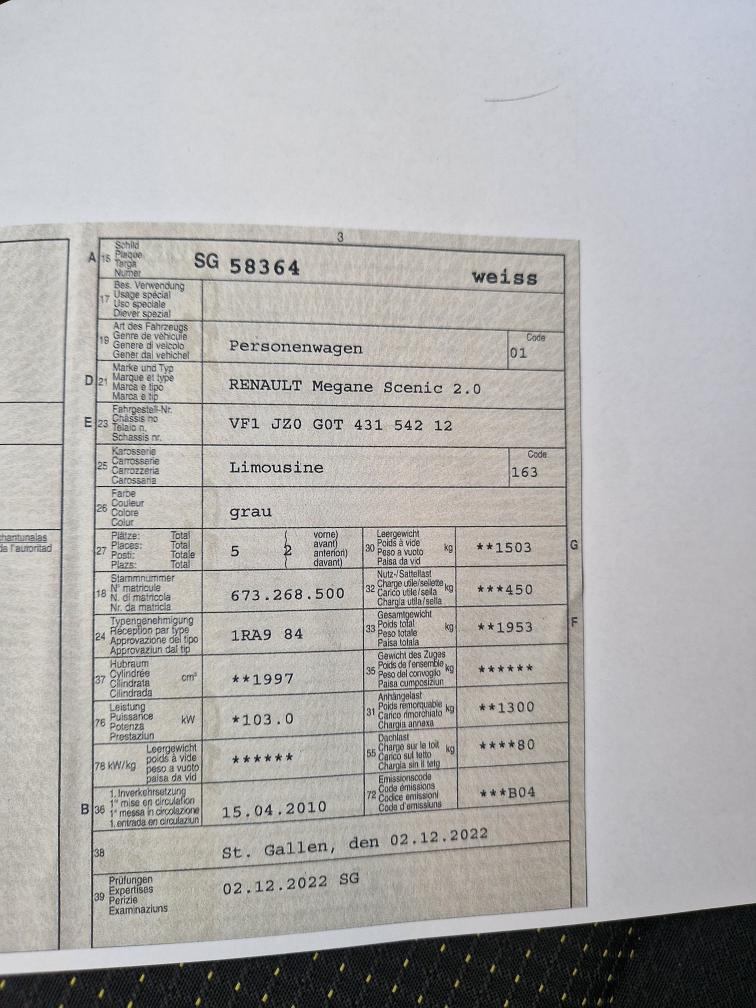 3
A 15 Schild
Plaque
Targa
Numer
SG 58364 weiss
17 Bes. Verwendung
Usage spécial
Uso speciale
Diever spezial
19 Art des Fahrzeugs
Genre de véhicule
Genere di veicolo
Gener dal vehichel
Personenwagen
Code
01
D 21 Marke und Typ
Marque et type
Marca e tipo
Marca e tip
RENAULT Megane Scenic 2.0
E 23 Fahrgestell-Nr.
Châssis no
Telaio n.
Schassis nr.
VF1 JZ0 G0T 431 542 12
25 Karosserie
Carrosserie
Carrozzeria
Carossaria
Limousine
Code
163
26 Farbe
Couleur
Colore
Colur
grau
27 Plätze: Total
Places: Total
Posti: Totale
Plazs: Total
5 2 vorne)
avant)
anteriori)
davant)
30 Leergewicht
Poids à vide
Peso a vuoto
Paisa da vid
kg **1503 G
chantunalas
da l'auroritad
18 Stammnummer
N° matricule
N. di matricola
Nr. da matricla
673.268.500
32 Nutz-/Sattellast
Charge utile/sellette
Carico utile/sella
Chargia utila/sella
kg ***450
24 Typengenehmigung
Réception par type
Approvazione del tipo
Approvaziun dal tip
1RA9 84
33 Gesamtgewicht
Poids total
Peso totale
Paisa totala
kg **1953 F
37 Hubraum
Cylindrée
Cilindrata
Cilindrada
cm³ **1997
35 Gewicht des Zuges
Poids de l'ensemble
Peso del convoglio
Paisa cumposiziun
kg ******
76 Leistung
Puissance
Potenza
Prestaziun
kW *103.0
31 Anhängelast
Poids remorquable
Carico rimorchiato
Chargia annexa
kg **1300
78 kW/kg Leergewicht
poids à vide
peso a vuoto
paisa da vid
******
55 Dachlast
Charge sur le toit
Carico sul tetto
Chargia sin il tetg
kg ****80
B 36 1. Inverkehrsetzung
1re mise en circulation
1a messa in circolazione
1. entrada en circulaziun
15.04.2010
72 Emissionscode
Code émissions
Codice emissioni
Code d'emissiuns
***B04
38 St. Gallen, den 02.12.2022
39 Prüfungen
Expertises
Perizie
Examinaziuns
02.12.2022 SG